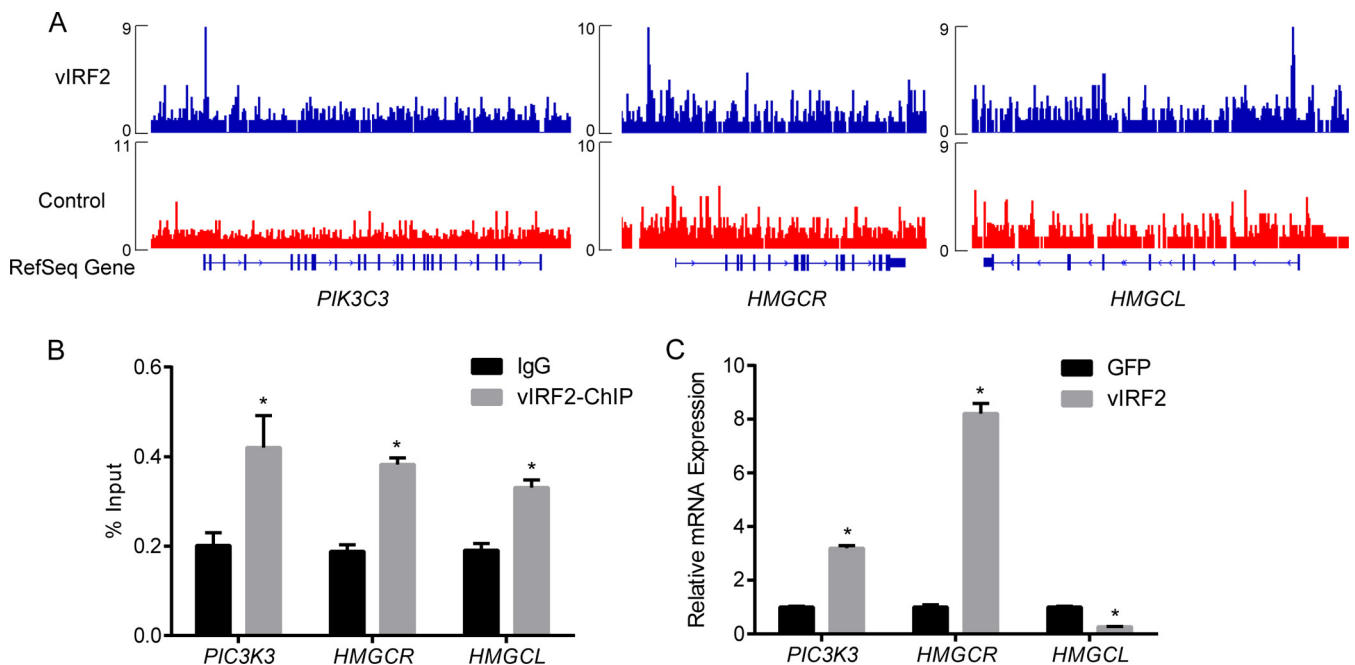 A
vIRF2
9
0
10
0
9
0
Control
11
0
10
0
9
0
RefSeq Gene
PIK3C3
HMGCR
HMGCL
B
% Input
0.6
0.4
0.2
0.0
IgG
vIRF2-ChIP
*
*
*
PIC3K3
HMGCR
HMGCL
C
Relative mRNA Expression
10
8
6
4
2
0
GFP
vIRF2
*
*
*
PIC3K3
HMGCR
HMGCL